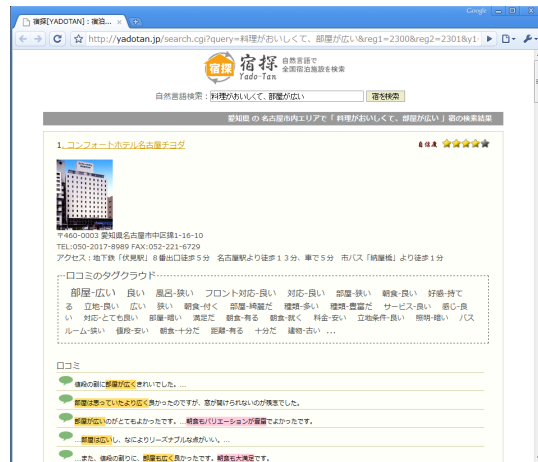 Google
宿探[YADOTAN] : 宿泊...
http://yadotan.jp/search.cgi?query=料理がおいしくて、部屋が広い&reg1=2300&reg2=2301&y1
宿探 宿探 自然言語で
Yado-Tan 全国宿泊施設を検索
自然言語検索 : 料理がおいしくて、部屋が広い 宿を検索
愛知県 の 名古屋市内エリアで「 料理がおいしくて、部屋が広い 」宿の検索結果
1. コンフォートホテル名古屋チヨダ 自信度
〒460-0003 愛知県名古屋市中区錦1-16-10
TEL:050-2017-8989 FAX:052-221-6729
アクセス：地下鉄「伏見駅」８番出口徒歩５分 名古屋駅より徒歩１３分、車で５分 市バス「納屋橋」より徒歩１分
口コミのタグクラウド
部屋-広い 良い 風呂-狭い フロント対応-良い 対応-良い 部屋-狭い 朝食-良い 好感-持て
る 立地-良い 広い 狭い 朝食-付く 部屋-綺麗だ 種類-多い 種類-豊富だ サービス-良い 感じ-良
い 対応-とても良い 部屋-暗い 満足だ 朝食-有る 朝食-就く 料金-安い 立地条件-良い 照明-暗い バス
ルーム-狭い 値段-安い 朝食-十分だ 距離-有る 十分だ 建物-古い ...
口コミ
値段の割に部屋が広くきれいでした。...
部屋は思っていたより広く良かったのですが、窓が開けられないのが残念でした。
部屋が広いのがとてもよかったです。...朝食もバリエーションが豊富でよかったです。
...部屋は広いし、なによりリーズナブルな点がいい。...
...また、値段の割りに、部屋も広く良かったです。朝食も大満足です。